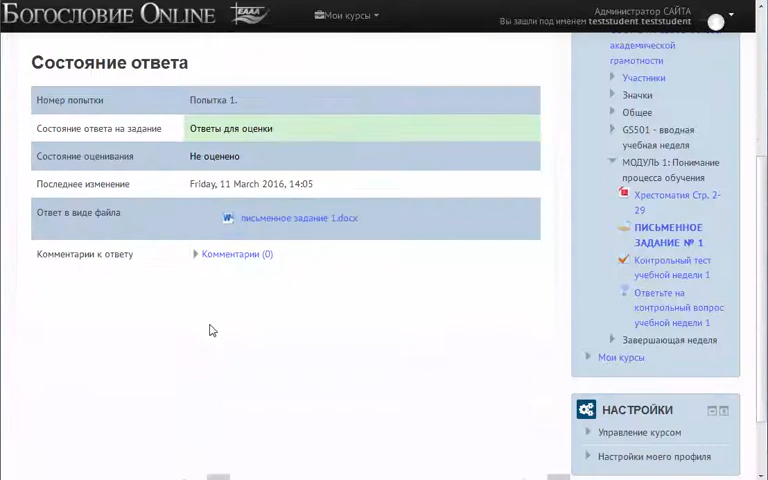 Богословие Online
ЕААА
Мои курсы
Администратор САЙТА
Вы зашли под именем teststudent teststudent
Состояние ответа
Номер попытки Попытка 1.
Состояние ответа на задание Ответы для оценки
Состояние оценивания Не оценено
Последнее изменение Friday, 11 March 2016, 14:05
Ответ в виде файла письменное задание 1.docx
Комментарии к ответу Комментарии (0)
академической
грамотности
Участники
Значки
Общее
GS501 - вводная
учебная неделя
МОДУЛЬ 1: Понимание
процесса обучения
Хрестоматия Стр. 2-
29
ПИСЬМЕННОЕ
ЗАДАНИЕ № 1
Контрольный тест
учебной недели 1
Ответьте на
контрольный вопрос
учебной недели 1
Завершающая неделя
Мои курсы
НАСТРОЙКИ
Управление курсом
Настройки моего профиля